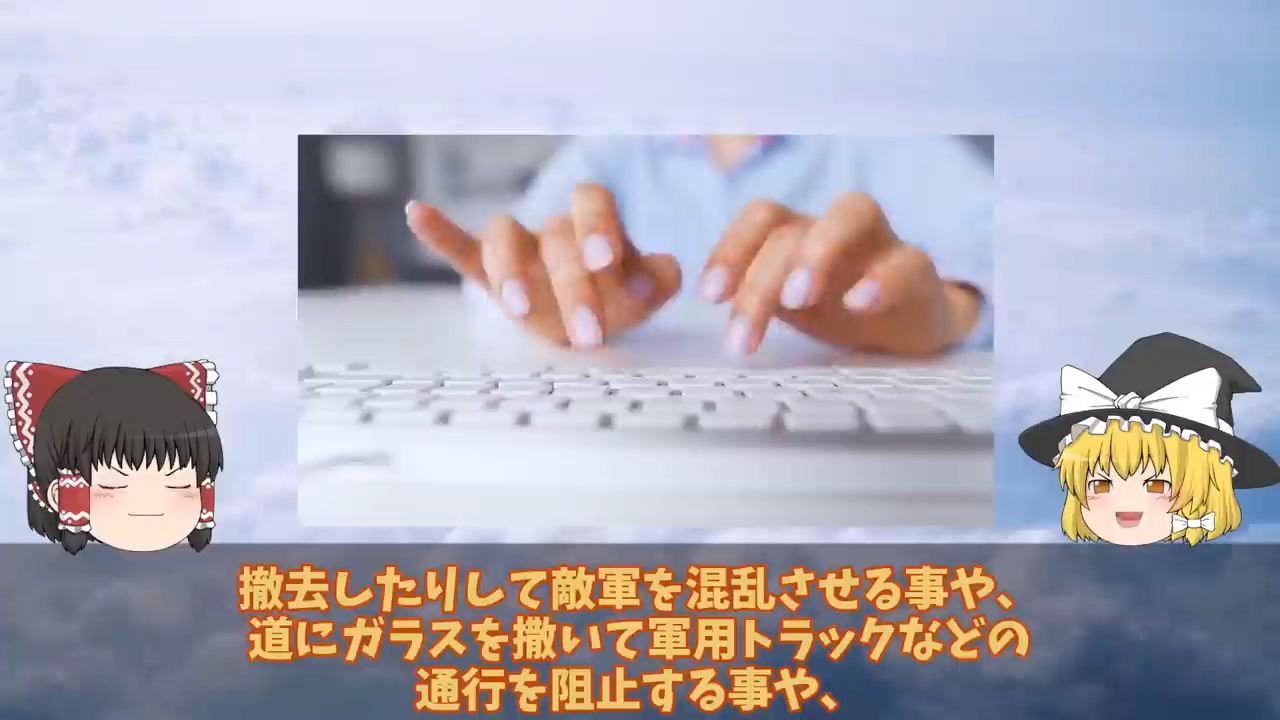 撤去したりして敵軍を混乱させる事や、
道にガラスを撒いて軍用トラックなどの
通行を阻止する事や、